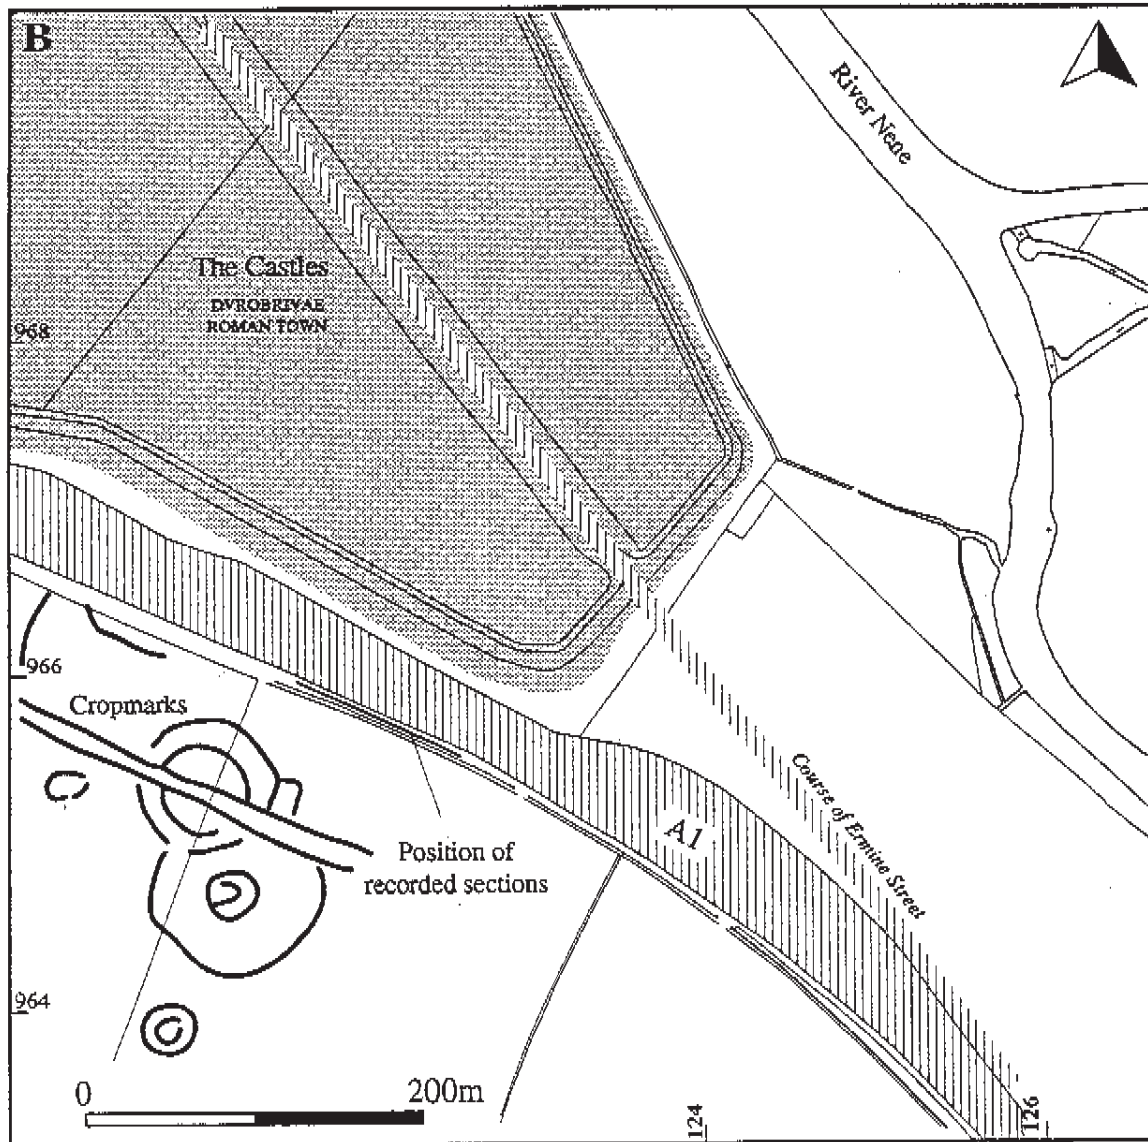 B
River Nene
The Castles
DVROBRIVAE
ROMAN TOWN
968
966
Cropmarks
Position of
recorded sections
A1
Course of Ermine Street
964
0
200m
124
126